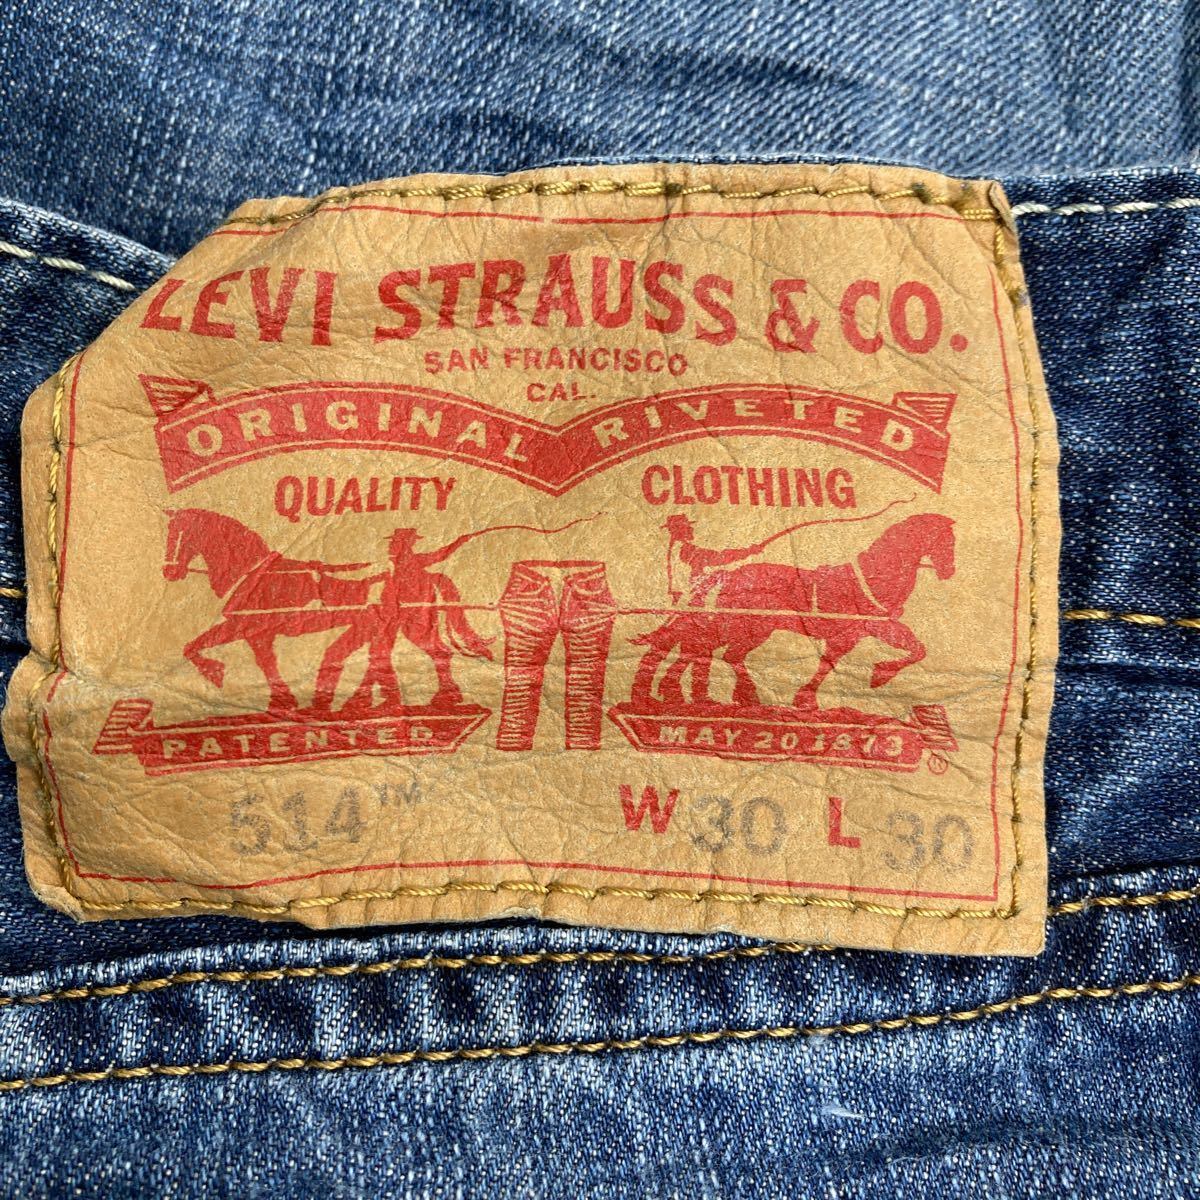 LEVI STRAUSS & CO.
SAN FRANCISCO
CAL.
ORIGINAL RIVETED
QUALITY CLOTHING
PATENTED MAY 20 1873 ®
514™ W 30 L 30